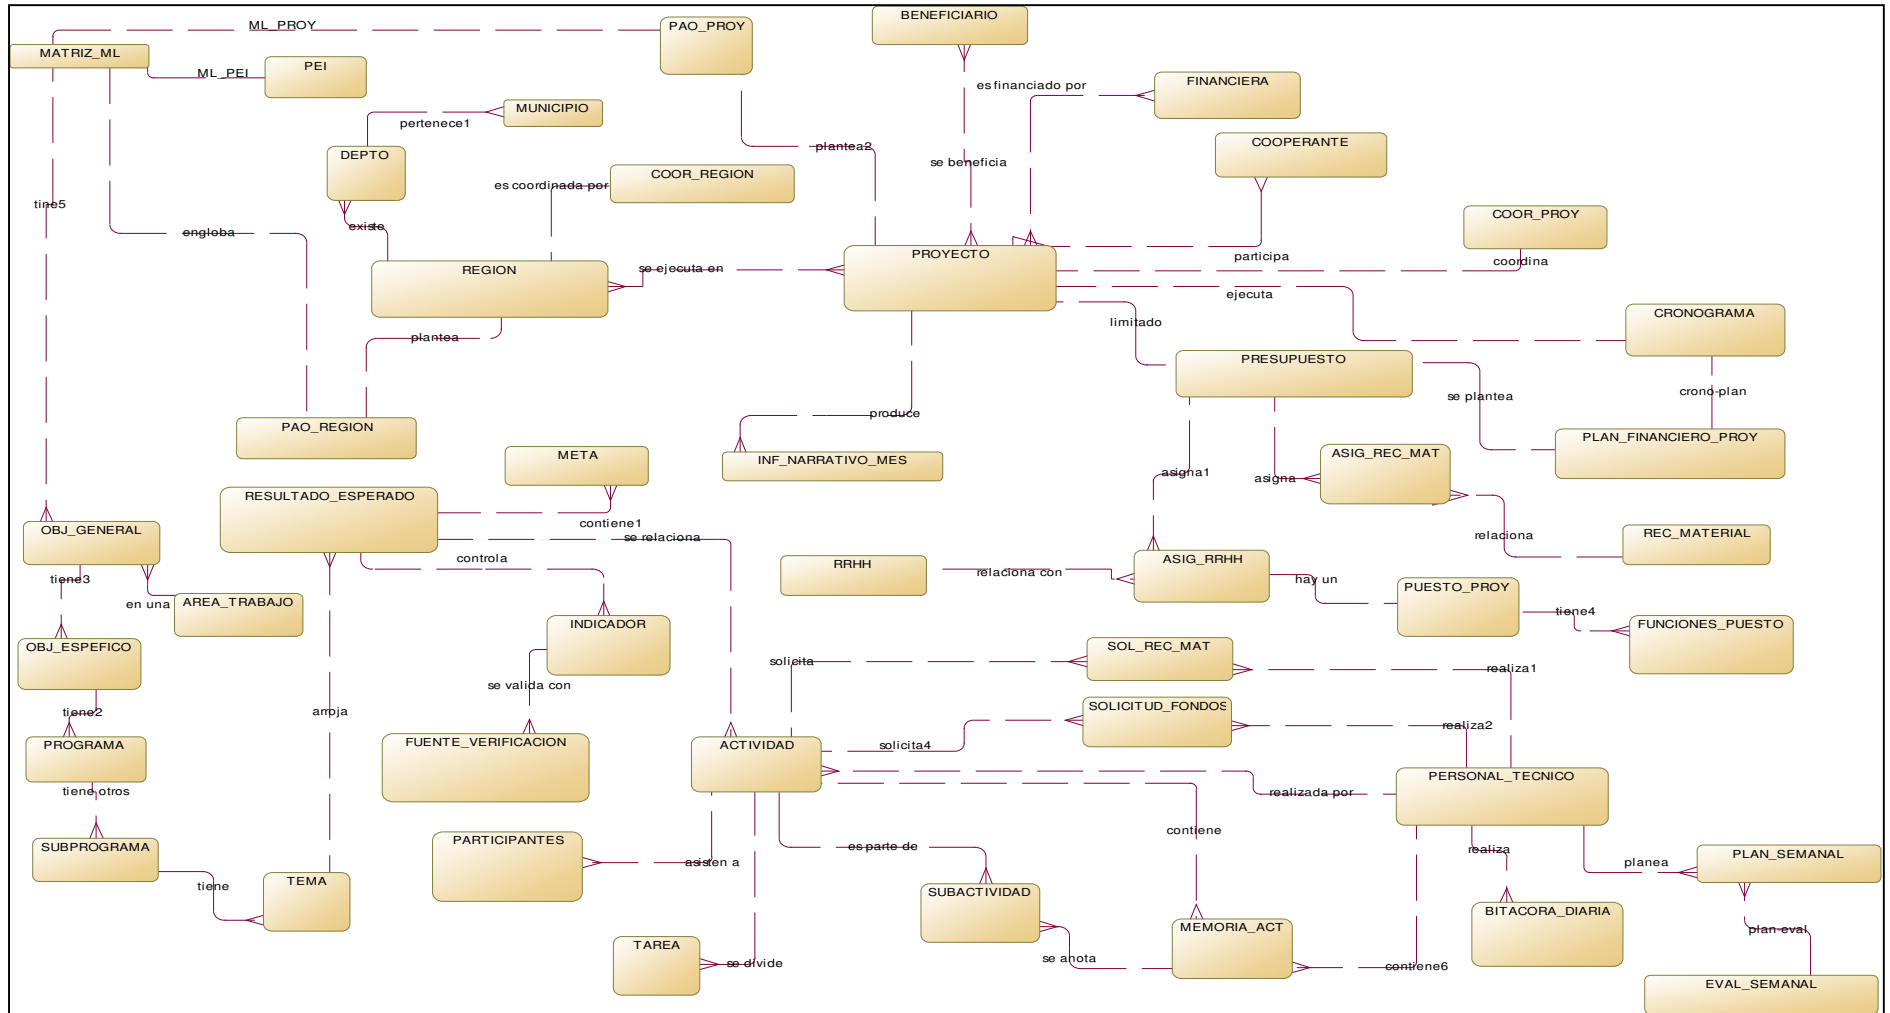 BENEFICIARIO
ML_PROY
PAO_PROY
MATRIZ_ML
PEI
ML_PEI
FINANCIERA
es financiado por
MUNICIPIO
pertenece1
COOPERANTE
plantea2
DEPTO
se beneficia
COOR_REGION
es coordinada por
tine5
COOR_PROY
existe
engloba
PROYECTO
participa
coordina
REGION
se ejecuta en
ejecuta
CRONOGRAMA
limitado
plantea
PRESUPUESTO
crono-plan
se plantea
produce
PAO_REGION
PLAN_FINANCIERO_PROY
META
INF_NARRATIVO_MES
ASIG_REC_MAT
asigna1
asigna
RESULTADO_ESPERADO
contiene1
OBJ_GENERAL
se relaciona
relaciona
REC_MATERIAL
controla
RRHH
relaciona con
ASIG_RRHH
hay un
tiene3
PUESTO_PROY
en una
AREA_TRABAJO
tiene4
INDICADOR
FUNCIONES_PUESTO
OBJ_ESPEFICO
SOL_REC_MAT
solicita
realiza1
se valida con
SOLICITUD_FONDOS
tiene2
arroja
realiza2
PROGRAMA
FUENTE_VERIFICACION
ACTIVIDAD
solicita4
PERSONAL_TECNICO
tiene otros
realizada por
contiene
SUBPROGRAMA
PARTICIPANTES
es parte de
realiza
PLAN_SEMANAL
asisten a
planea
TEMA
tiene
SUBACTIVIDAD
BITACORA_DIARIA
MEMORIA_ACT
plan-eval
TAREA
se divide
se anota
contiene6
EVAL_SEMANAL